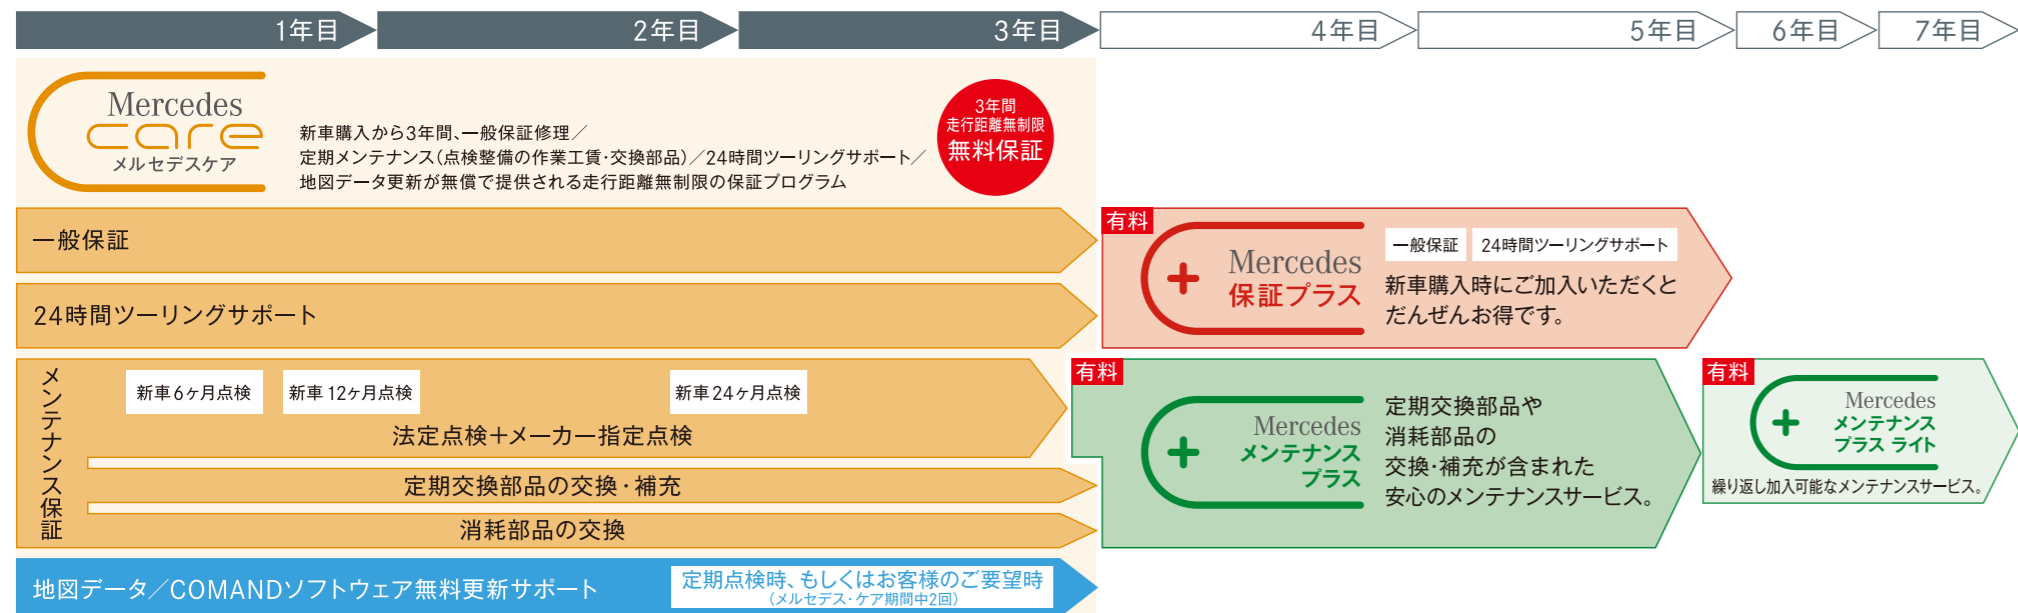 1年目
2年目
3年目
4年目
5年目
6年目
7年目
Mercedes
care
メルセデスケア
新車購入から3年間、一般保証修理／
定期メンテナンス(点検整備の作業工賃・交換部品)／24時間ツーリングサポート／
地図データ更新が無償で提供される走行距離無制限の保証プログラム
3年間
走行距離無制限
無料保証
一般保証
24時間ツーリングサポート
有料
Mercedes
保証プラス
一般保証
24時間ツーリングサポート
新車購入時にご加入いただくと
だんぜんお得です。
メンテナンス保証
新車6ヶ月点検
新車12ヶ月点検
新車24ヶ月点検
法定点検＋メーカー指定点検
定期交換部品の交換・補充
消耗部品の交換
有料
Mercedes
メンテナンス
プラス
定期交換部品や
消耗部品の
交換・補充が含まれた
安心のメンテナンスサービス。
有料
Mercedes
メンテナンス
プラス ライト
繰り返し加入可能なメンテナンスサービス。
地図データ／COMANDソフトウェア無料更新サポート
定期点検時、もしくはお客様のご要望時
(メルセデス・ケア期間中2回)